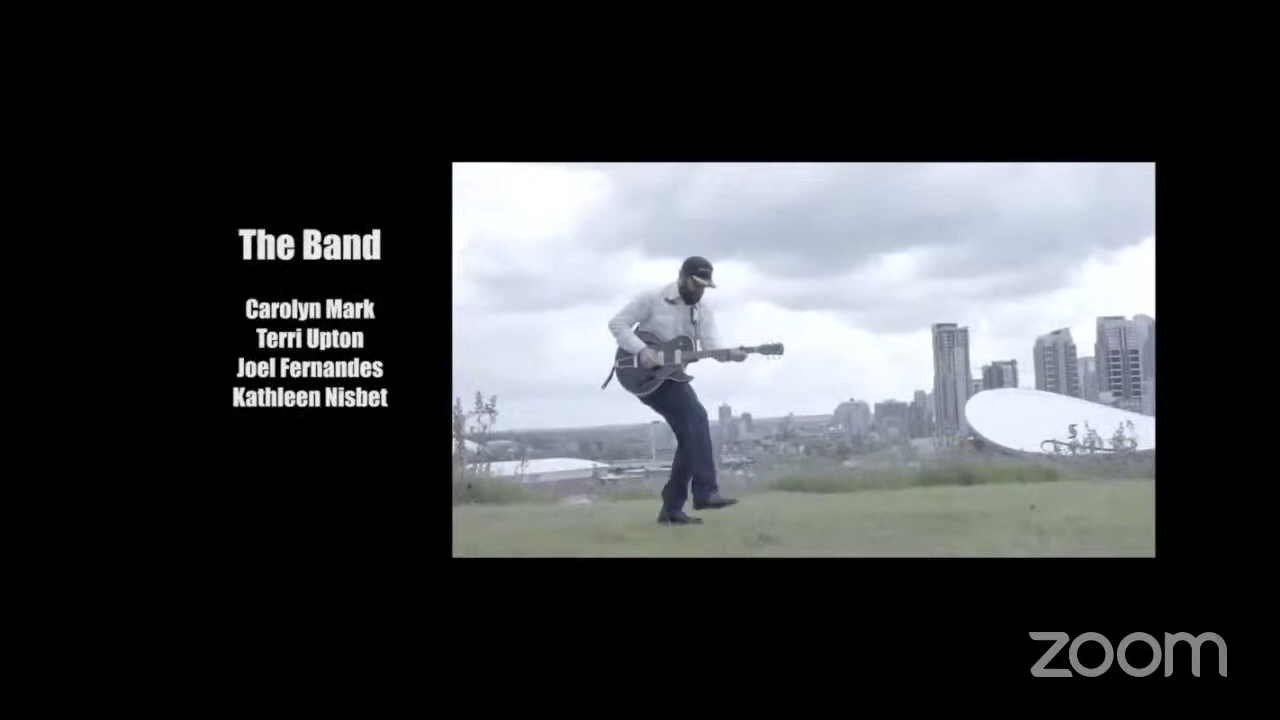 The Band
Carolyn Mark
Terri Upton
Joel Fernandes
Kathleen Nisbet
zoom